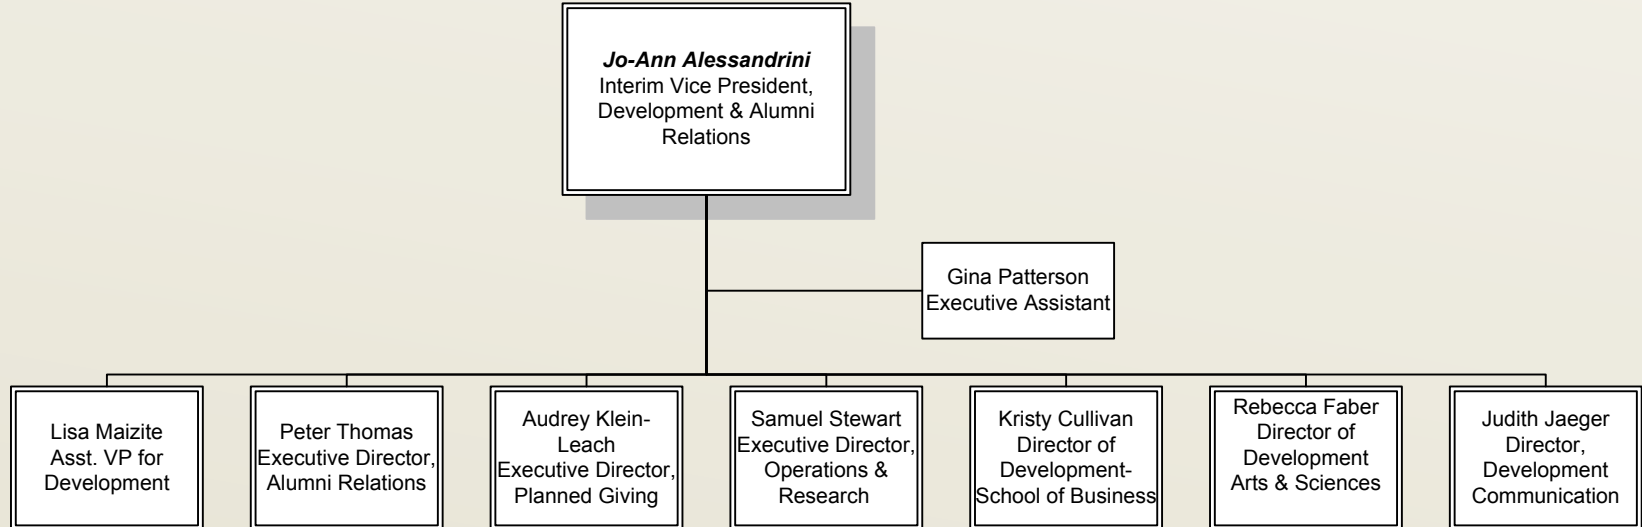 Jo-Ann Alessandrini
Interim Vice President,
Development & Alumni
Relations
Gina Patterson
Executive Assistant
Lisa Maizite
Asst. VP for
Development
Peter Thomas
Executive Director,
Alumni Relations
Audrey Klein-
Leach
Executive Director,
Planned Giving
Samuel Stewart
Executive Director,
Operations &
Research
Kristy Cullivan
Director of
Development-
School of Business
Rebecca Faber
Director of
Development
Arts & Sciences
Judith Jaeger
Director,
Development
Communication